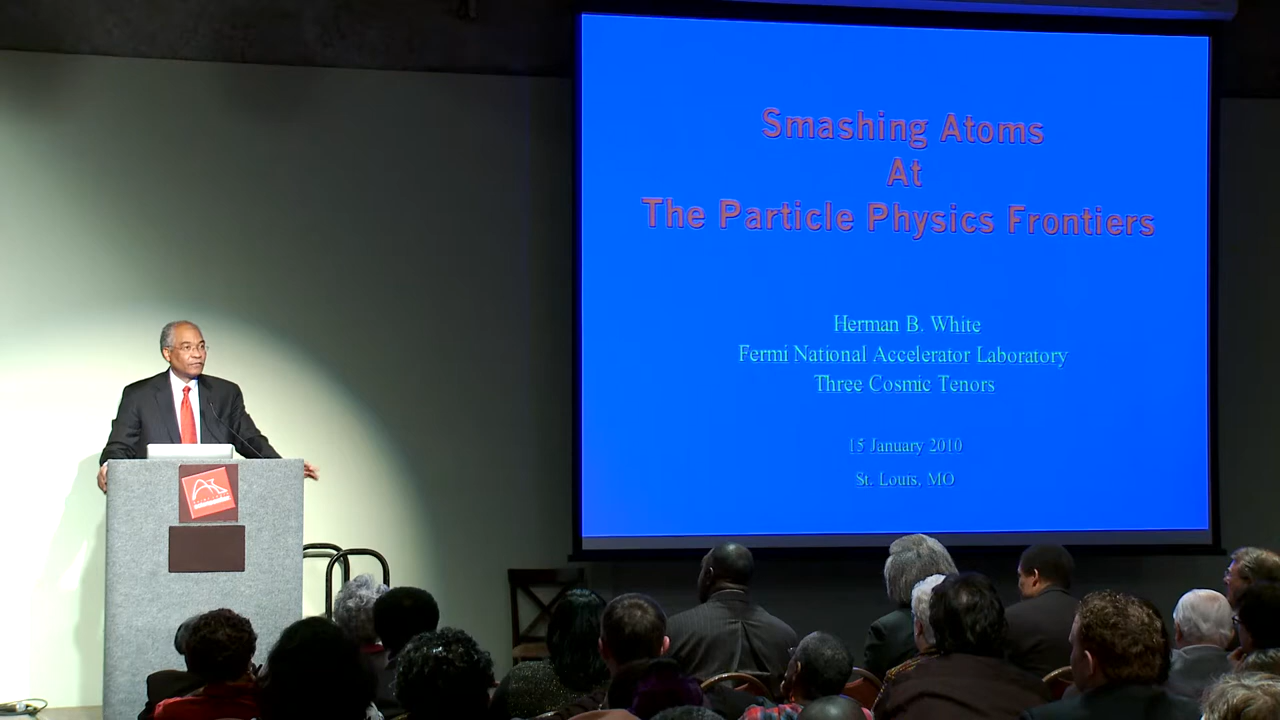 Smashing Atoms
At
The Particle Physics Frontiers
Herman B. White
Fermi National Accelerator Laboratory
Three Cosmic Tenors
15 January 2010
St. Louis, MO